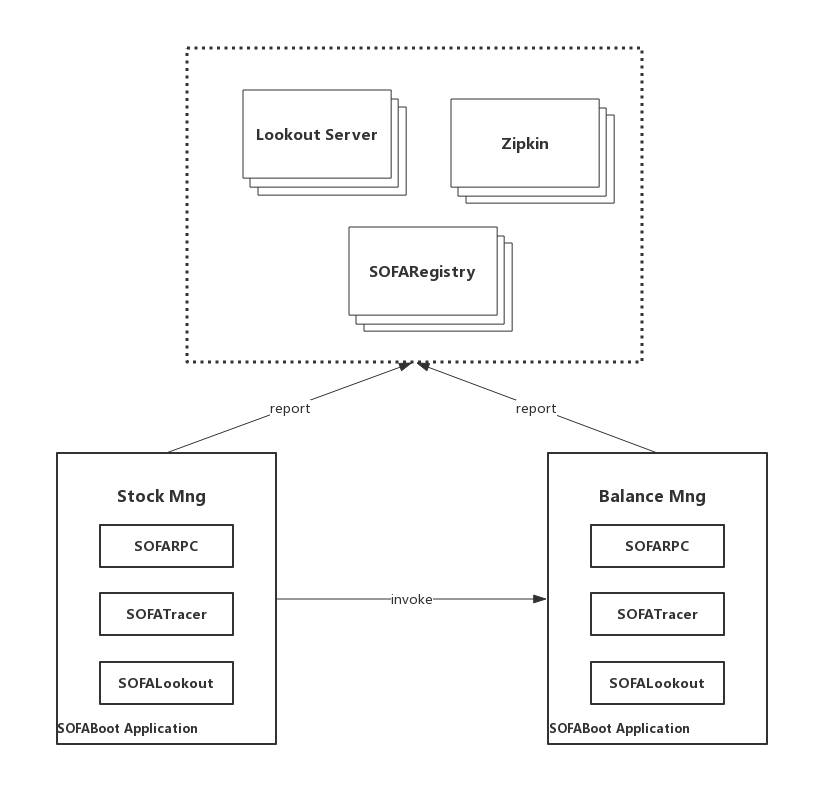 Lookout Server
Zipkin
SOFARegistry
report
report
Stock Mng
SOFARPC
SOFATracer
SOFALookout
SOFABoot Application
invoke
Balance Mng
SOFARPC
SOFATracer
SOFALookout
SOFABoot Application